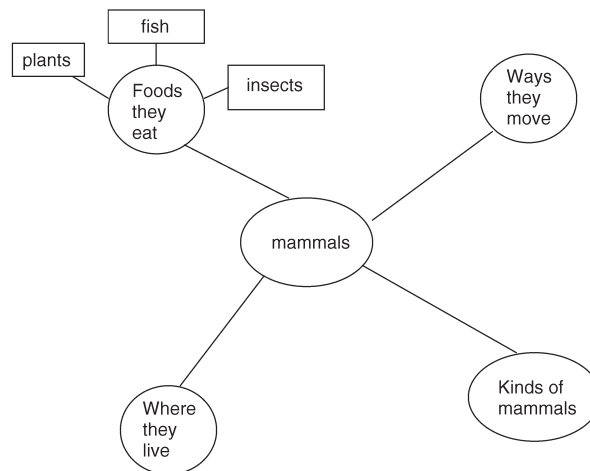 fish
plants
Foods
they
eat
insects
Ways
they
move
mammals
Where
they
live
Kinds of
mammals